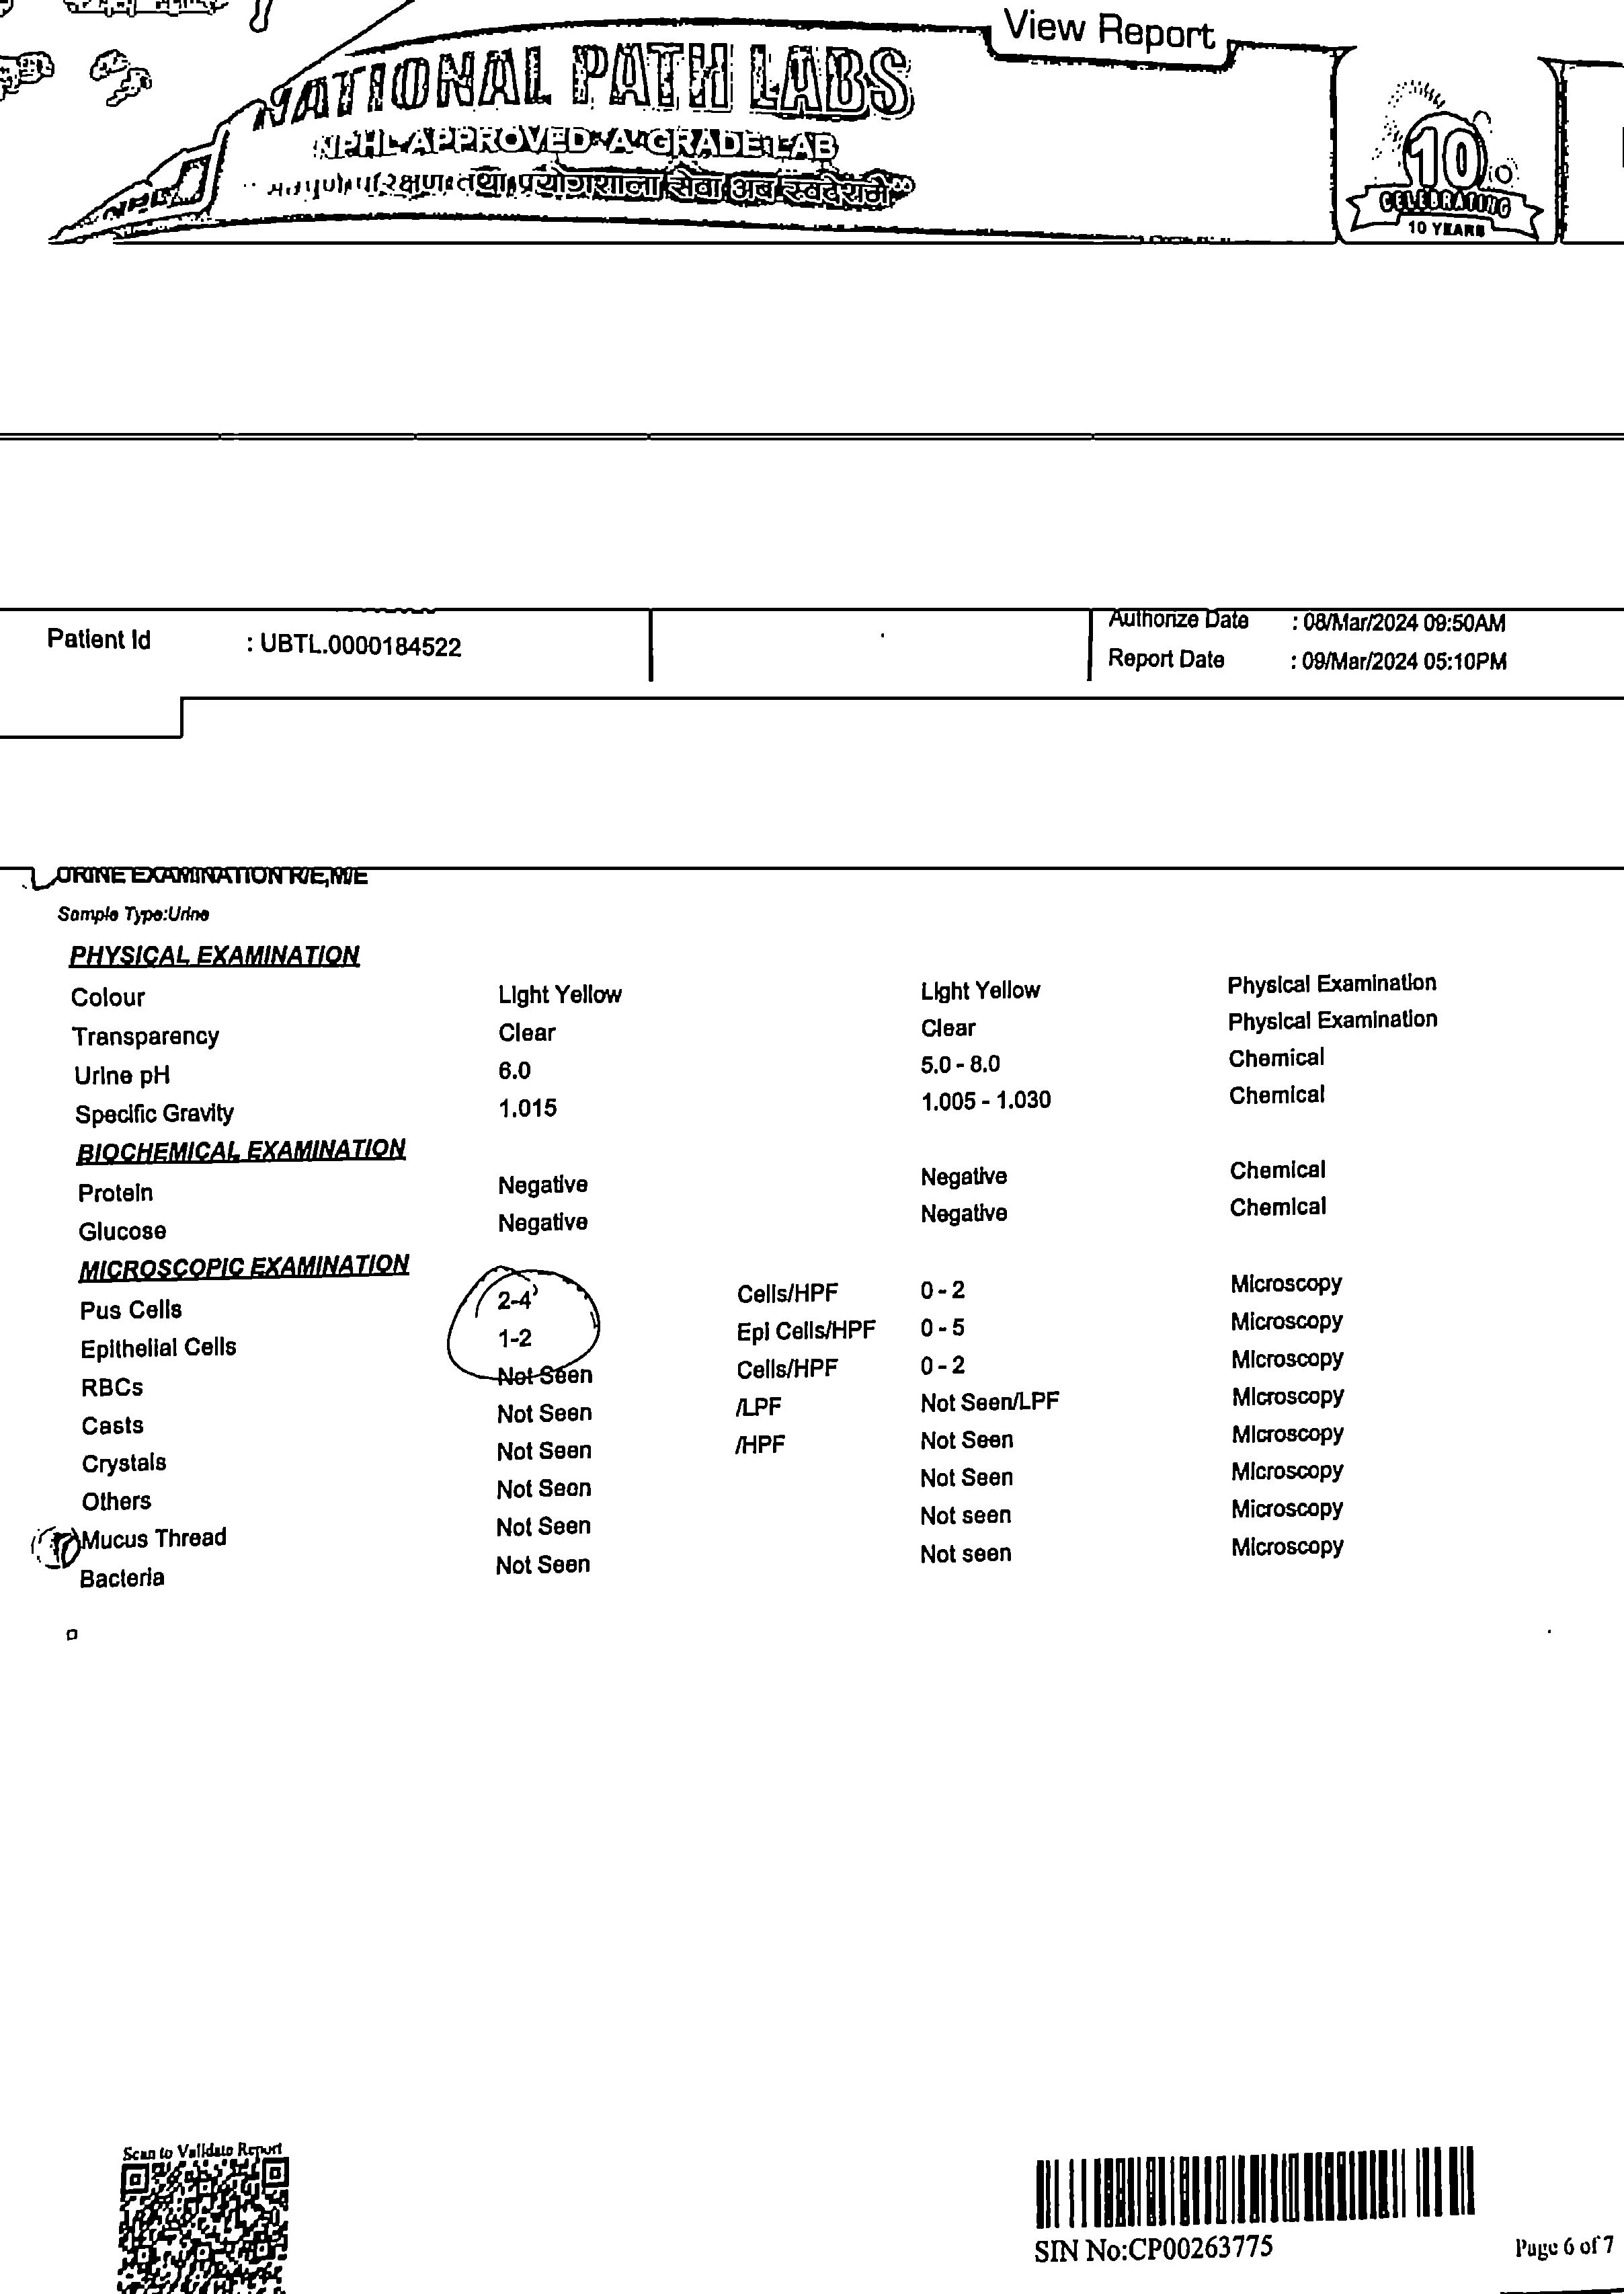 View Report
NATIONAL PATH LABS
NPHL APPROVED 'A' GRADE LAB
तथा प्रयोगशाला सेवा अब स्वदेशमै
10
CELEBRATING
10 YEARS
Patient Id : UBTL.0000184522
Authorize Date : 08/Mar/2024 09:50AM
Report Date : 09/Mar/2024 05:10PM
URINE EXAMINATION R/E,M/E
Sample Type:Urine
PHYSICAL EXAMINATION
Colour Light Yellow Light Yellow Physical Examination
Transparency Clear Clear Physical Examination
Urine pH 6.0 5.0 - 8.0 Chemical
Specific Gravity 1.015 1.005 - 1.030 Chemical
BIOCHEMICAL EXAMINATION
Protein Negative Negative Chemical
Glucose Negative Negative Chemical
MICROSCOPIC EXAMINATION
Pus Cells 2-4 Cells/HPF 0 - 2 Microscopy
Epithelial Cells 1-2 Epi Cells/HPF 0 - 5 Microscopy
RBCs Not Seen Cells/HPF 0 - 2 Microscopy
Casts Not Seen /LPF Not Seen/LPF Microscopy
Crystals Not Seen /HPF Not Seen Microscopy
Others Not Seen Not Seen Microscopy
Mucus Thread Not Seen Not seen Microscopy
Bacteria Not Seen Not seen Microscopy
Scan to Validate Report
SIN No:CP00263775
Page 6 of 7